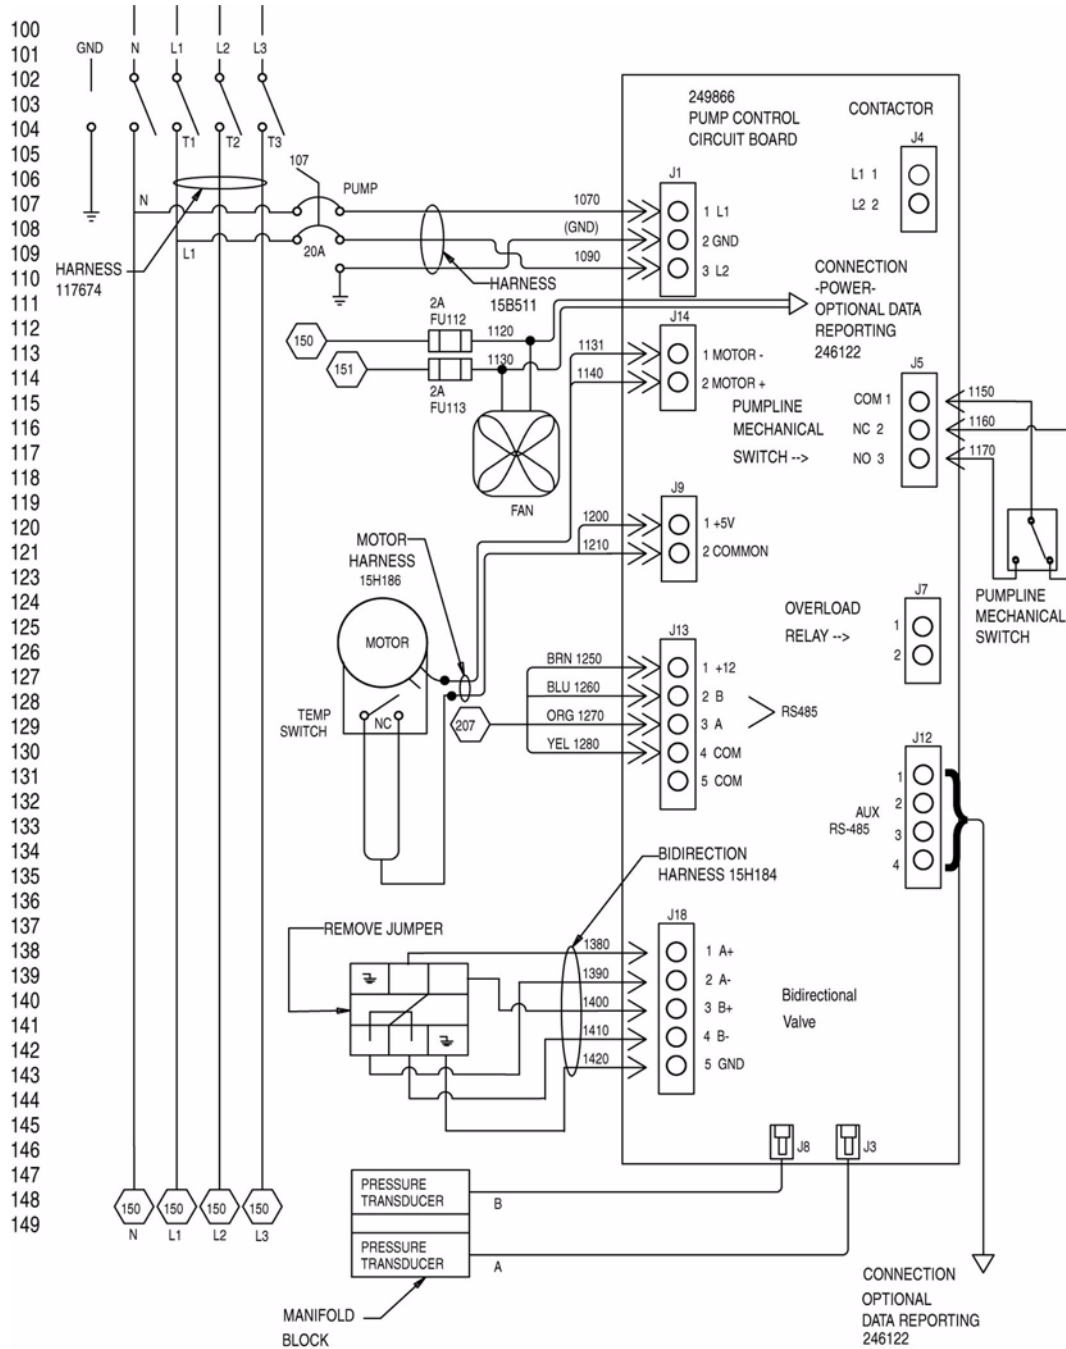 100
101
102
103
104
105
106
107
108
109
110
111
112
113
114
115
116
117
118
119
120
121
123
124
125
126
127
128
129
130
131
132
133
134
135
136
137
138
139
140
141
142
143
144
145
146
147
148
149
GND
N
L1
L2
L3
T1
T2
T3
N
L1
HARNESS
117674
107
PUMP
20A
1070
(GND)
1090
HARNESS
15B511
249866
PUMP CONTROL
CIRCUIT BOARD
CONTACTOR
J4
L1 1
L2 2
J1
1 L1
2 GND
3 L2
CONNECTION
-POWER-
OPTIONAL DATA
REPORTING
246122
2A
FU112
1120
150
1130
151
2A
FU113
FAN
1131
1140
J14
1 MOTOR -
2 MOTOR +
PUMPLINE
MECHANICAL
SWITCH -->
J5
COM 1
NC 2
NO 3
1150
1160
1170
PUMPLINE
MECHANICAL
SWITCH
J9
1200
1210
1 +5V
2 COMMON
MOTOR
HARNESS
15H186
MOTOR
TEMP
SWITCH
NC
207
OVERLOAD
RELAY -->
J7
1
2
J13
BRN 1250
BLU 1260
ORG 1270
YEL 1280
1 +12
2 B
3 A
4 COM
5 COM
RS485
J12
1
2
3
4
AUX
RS-485
BIDIRECTION
HARNESS 15H184
REMOVE JUMPER
J18
1380
1390
1400
1410
1420
1 A+
2 A-
3 B+
4 B-
5 GND
Bidirectional
Valve
J8
J3
150
150
150
150
N
L1
L2
L3
PRESSURE
TRANSDUCER
B
PRESSURE
TRANSDUCER
A
MANIFOLD
BLOCK
CONNECTION
OPTIONAL
DATA REPORTING
246122